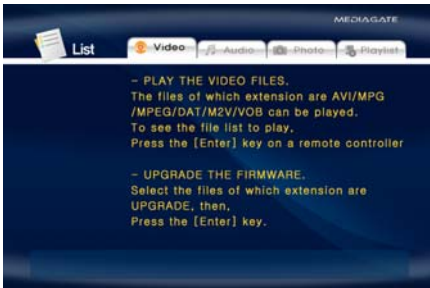 MEDIAGATE
List Video Audio Photo Playlist
- PLAY THE VIDEO FILES.
The files of which extension are AVI/MPG
/MPEG/DAT/M2V/VOB can be played.
To see the file list to play,
Press the [Enter] key on a remote controller
- UPGRADE THE FIRMWARE.
Select the files of which extension are
UPGRADE, then,
Press the [Enter] key.